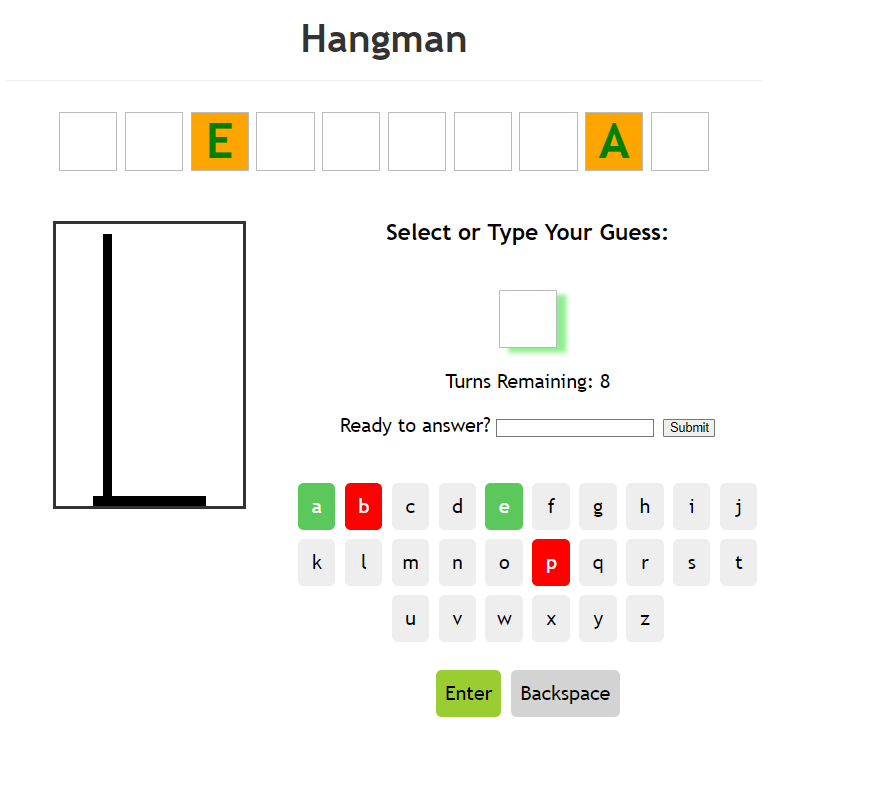 Hangman
E A
Select or Type Your Guess:
Turns Remaining: 8
Ready to answer? Submit
a b c d e f g h i j
k l m n o p q r s t
u v w x y z
Enter Backspace